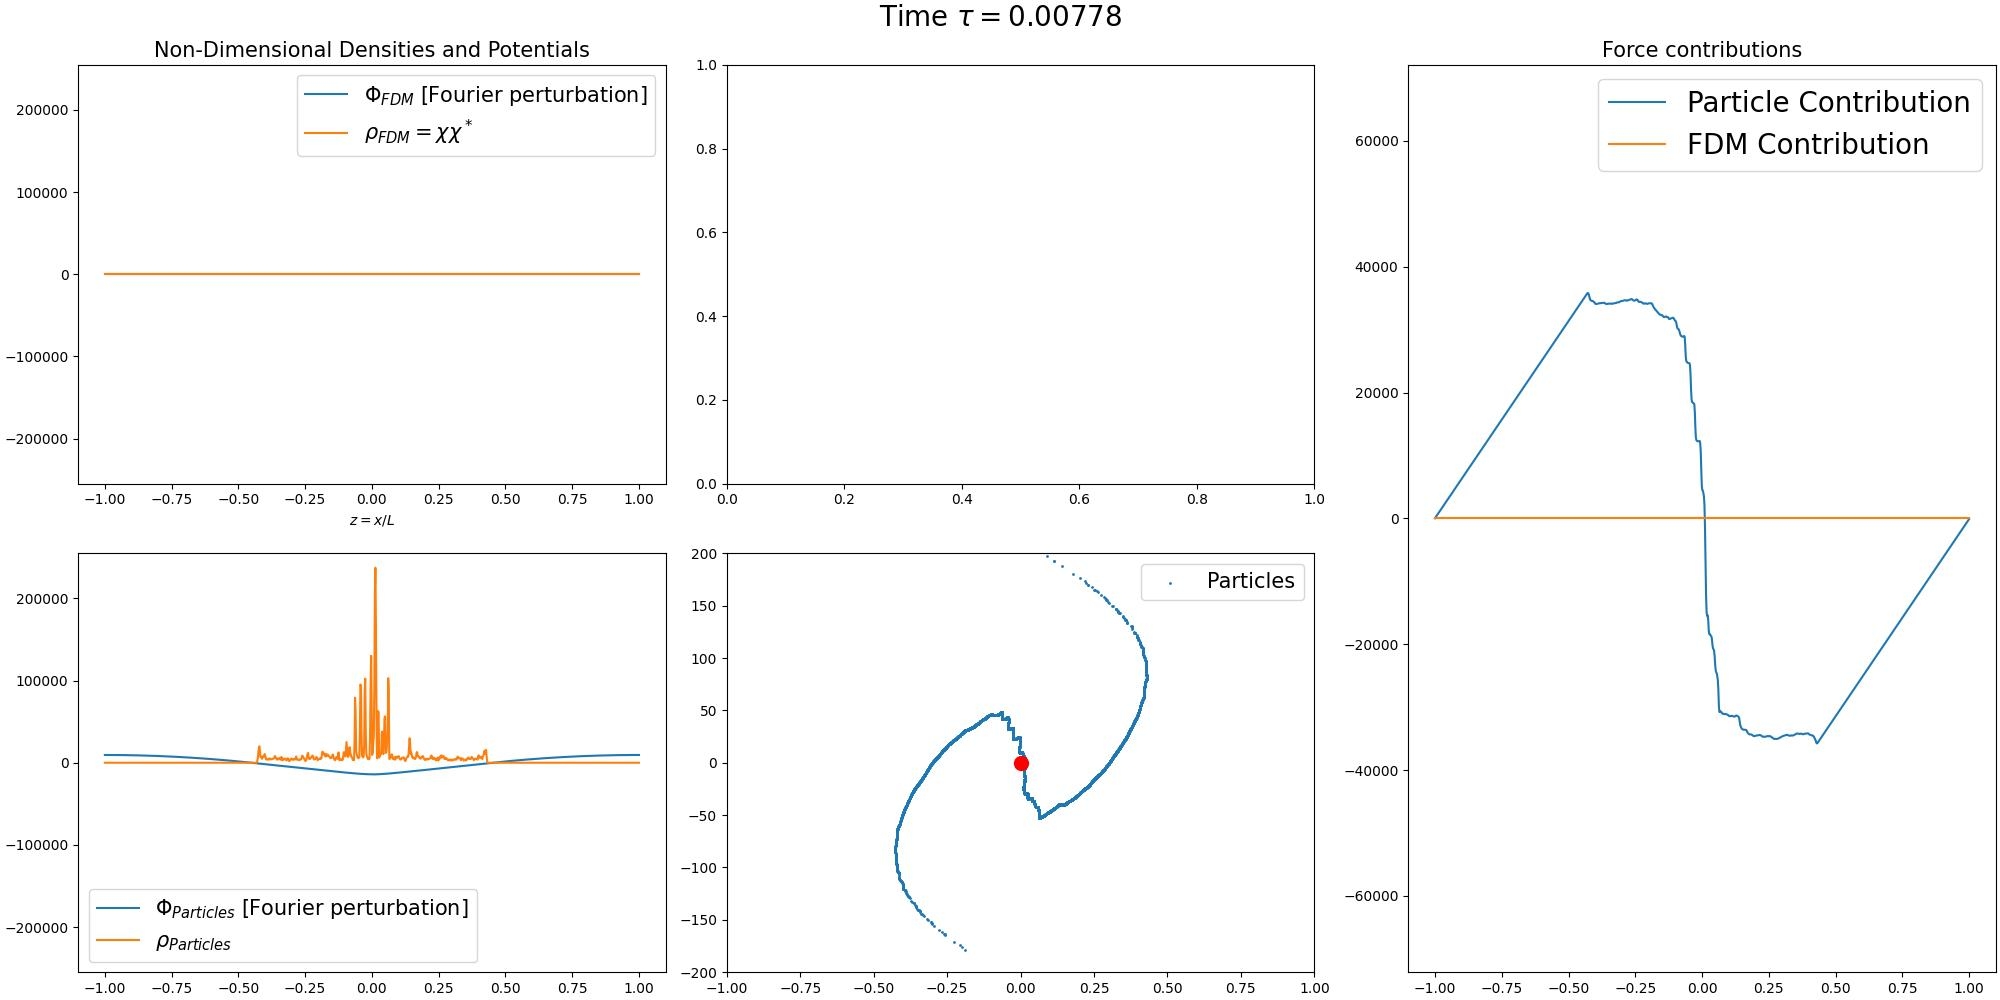 Time τ = 0.00778
Non-Dimensional Densities and Potentials
Φ_FDM [Fourier perturbation]
ρ_FDM = χχ*
200000
100000
0
−100000
−200000
−1.00 −0.75 −0.50 −0.25 0.00 0.25 0.50 0.75 1.00
z = x/L
1.0
0.8
0.6
0.4
0.2
0.0
0.0 0.2 0.4 0.6 0.8 1.0
Force contributions
Particle Contribution
FDM Contribution
60000
40000
20000
0
−20000
−40000
−60000
−1.00 −0.75 −0.50 −0.25 0.00 0.25 0.50 0.75 1.00
200000
100000
0
−100000
−200000
Φ_Particles [Fourier perturbation]
ρ_Particles
−1.00 −0.75 −0.50 −0.25 0.00 0.25 0.50 0.75 1.00
Particles
200
150
100
50
0
−50
−100
−150
−200
−1.00 −0.75 −0.50 −0.25 0.00 0.25 0.50 0.75 1.00